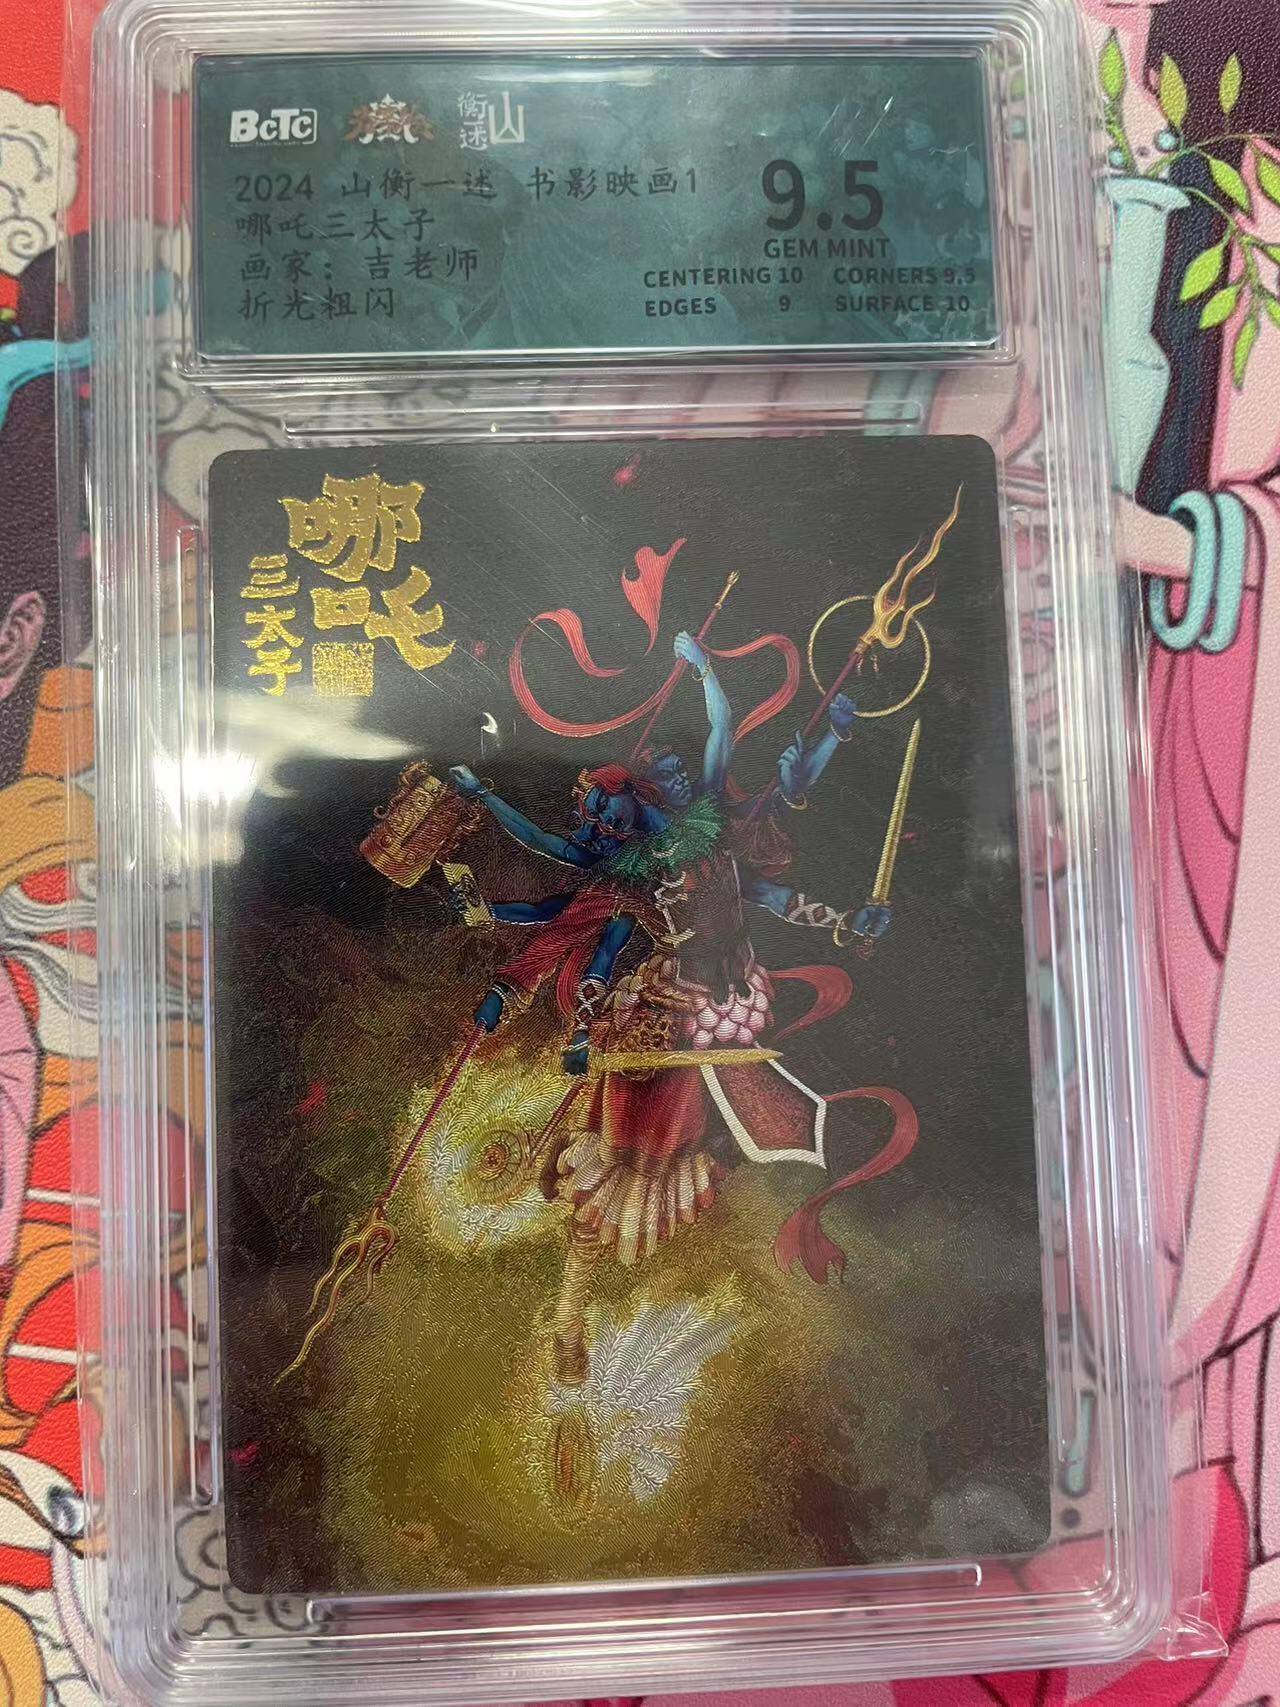 BCTC
山
衡一述
2024 山衡一述 书影映画1
哪吒三太子
画家：吉老师
折光粗闪
9.5
GEM MINT
CENTERING 10 CORNERS 9.5
EDGES 9 SURFACE 10
哪吒
三太子